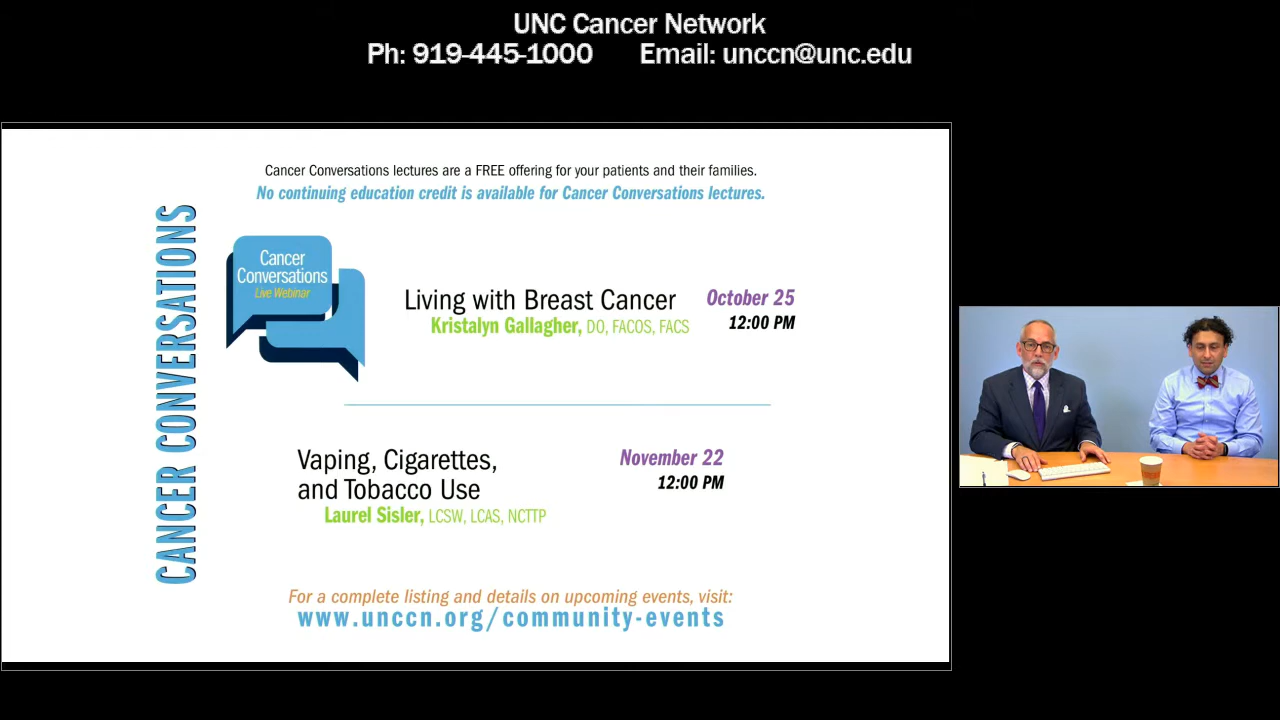 UNC Cancer Network
Ph: 919-445-1000 Email: unccn@unc.edu
Cancer Conversations lectures are a FREE offering for your patients and their families.
No continuing education credit is available for Cancer Conversations lectures.
CANCER CONVERSATIONS
Cancer
Conversations
Live Webinar
Living with Breast Cancer October 25
Kristalyn Gallagher, DO, FACOS, FACS 12:00 PM
Vaping, Cigarettes, November 22
and Tobacco Use 12:00 PM
Laurel Sisler, LCSW, LCAS, NCTTP
For a complete listing and details on upcoming events, visit:
www.unccn.org/community-events